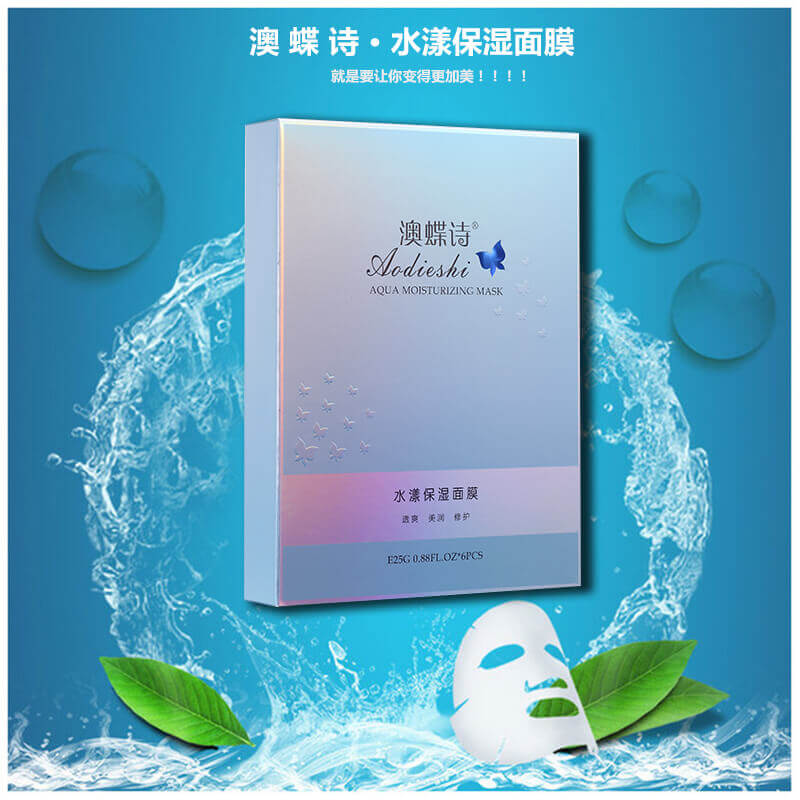 澳 蝶 诗·水漾保湿面膜
就是要让你变得更加美！！！！
澳蝶诗®
Aodieshi
AQUA MOISTURIZING MASK
水漾保湿面膜
透爽 美润 修护
E25G 0.88FL.OZ*6PCS